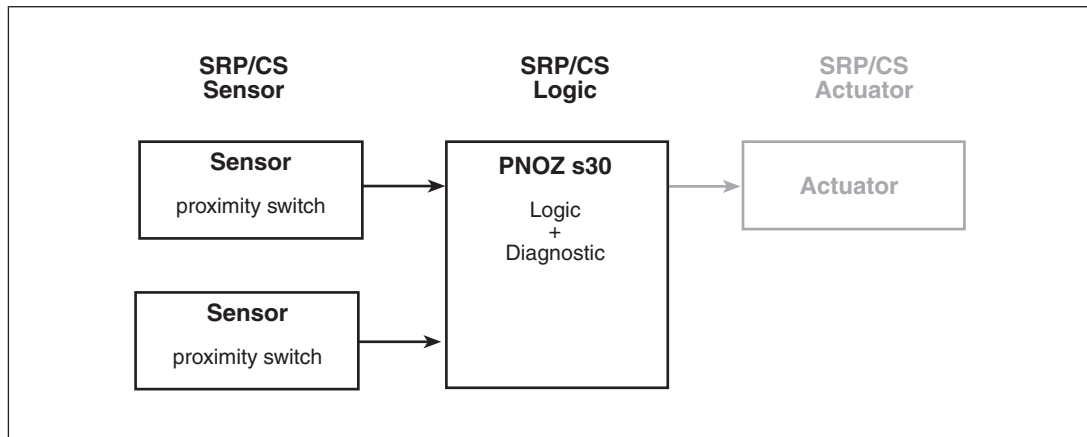 SRP/CS
Sensor
SRP/CS
Logic
SRP/CS
Actuator
Sensor
proximity switch
PNOZ s30
Logic
+
Diagnostic
Actuator
Sensor
proximity switch